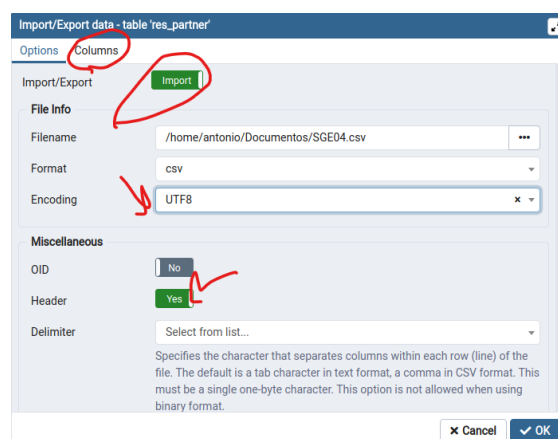 Import/Export data - table 'res_partner'
Options Columns
Import/Export Import
File Info
Filename /home/antonio/Documentos/SGE04.csv •••
Format csv
Encoding UTF8 ×
Miscellaneous
OID No
Header Yes
Delimiter Select from list...
Specifies the character that separates columns within each row (line) of the
file. The default is a tab character in text format, a comma in CSV format. This
must be a single one-byte character. This option is not allowed when using
binary format.
× Cancel ✓ OK